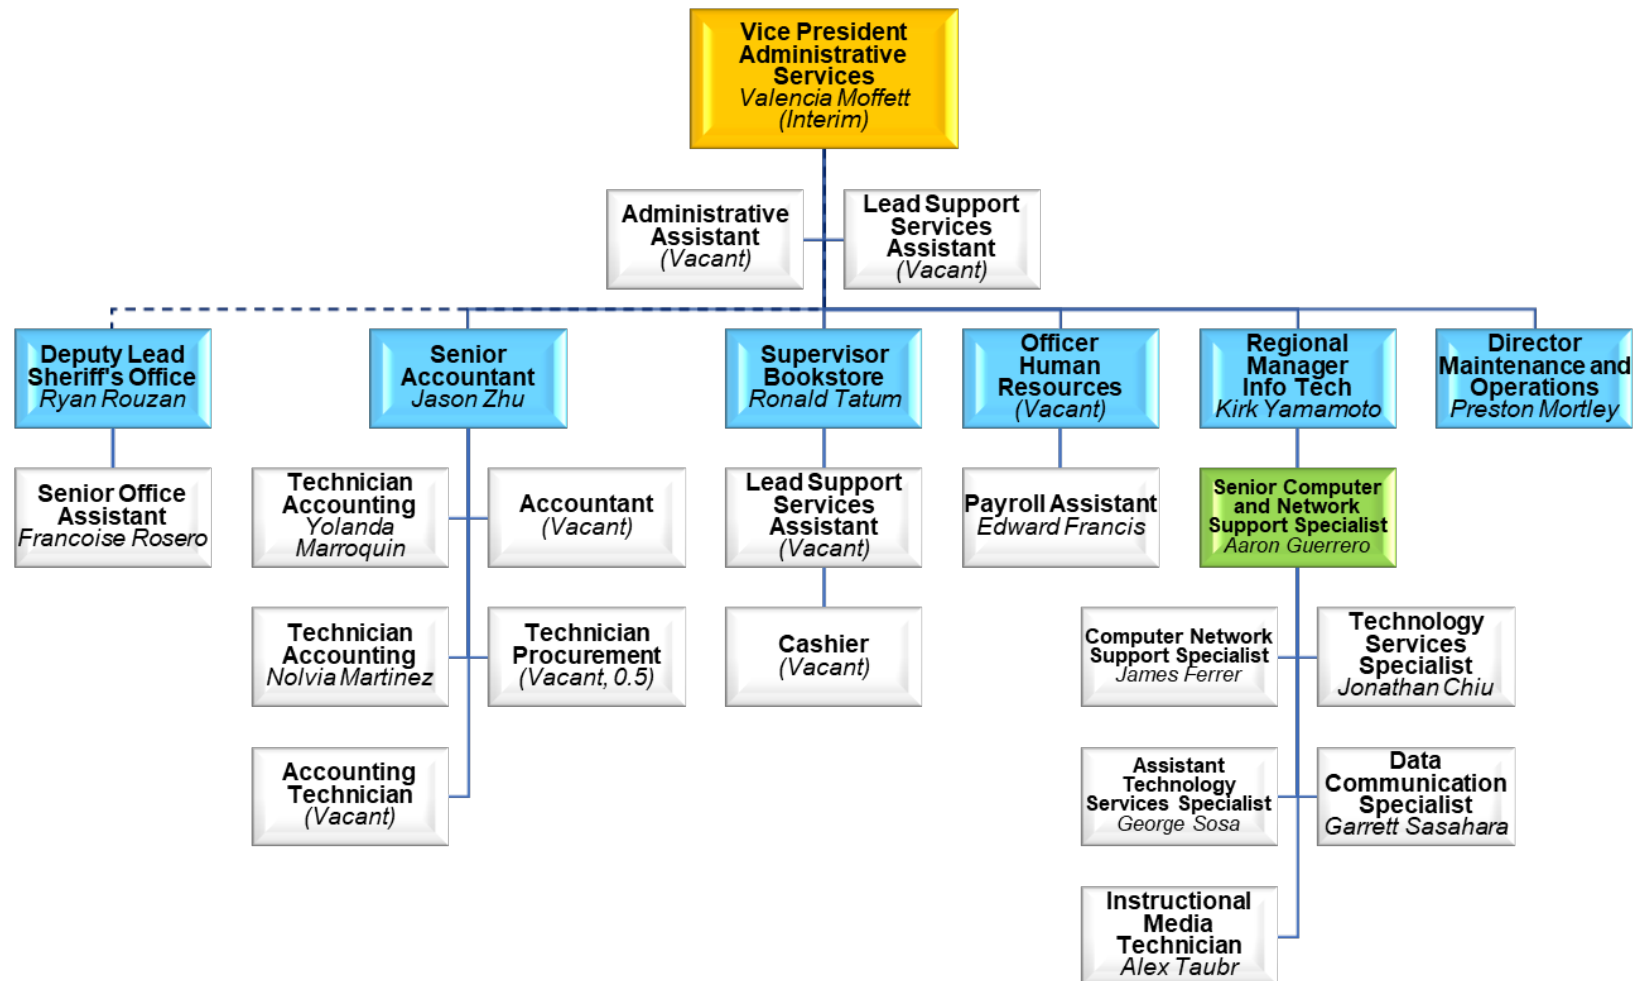 Vice President
Administrative
Services
Valencia Moffett
(Interim)
Administrative
Assistant
(Vacant)
Lead Support
Services
Assistant
(Vacant)
Deputy Lead
Sheriff's Office
Ryan Rouzan
Senior
Accountant
Jason Zhu
Supervisor
Bookstore
Ronald Tatum
Officer
Human
Resources
(Vacant)
Regional
Manager
Info Tech
Kirk Yamamoto
Director
Maintenance and
Operations
Preston Mortley
Senior Office
Assistant
Francoise Rosero
Technician
Accounting
Yolanda
Marroquin
Accountant
(Vacant)
Lead Support
Services
Assistant
(Vacant)
Payroll Assistant
Edward Francis
Senior Computer
and Network
Support Specialist
Aaron Guerrero
Technician
Accounting
Nolvia Martinez
Technician
Procurement
(Vacant, 0.5)
Cashier
(Vacant)
Computer Network
Support Specialist
James Ferrer
Technology
Services
Specialist
Jonathan Chiu
Accounting
Technician
(Vacant)
Assistant
Technology
Services Specialist
George Sosa
Data
Communication
Specialist
Garrett Sasahara
Instructional
Media
Technician
Alex Taubr